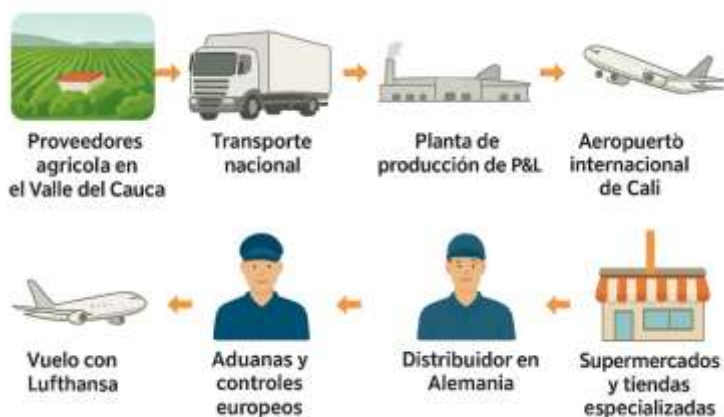 Proveedores
agricola en
el Valle del Cauca
Transporte
nacional
Planta de
producción de P&L
Aeropuertò
internacional
de Cali
Vuelo con
Lufthansa
Aduanas y
controles
europeos
Distribuidor en
Alemania
Supermercados
y tiendas
especializadas